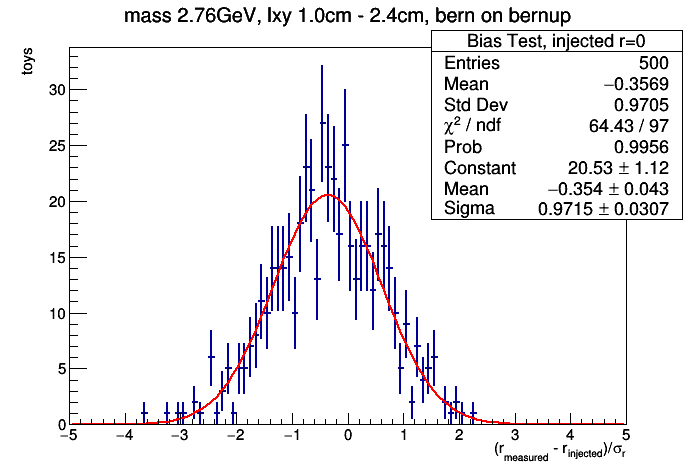 mass 2.76GeV, lxy 1.0cm - 2.4cm, bern on bernup
Bias Test, injected r=0
Entries 500
Mean −0.3569
Std Dev 0.9705
χ² / ndf 64.43 / 97
Prob 0.9956
Constant 20.53 ± 1.12
Mean −0.354 ± 0.043
Sigma 0.9715 ± 0.0307
toys
30
25
20
15
10
5
0
−5 −4 −3 −2 −1 0 1 2 3 4 5
(r_measured - r_injected)/σ_r